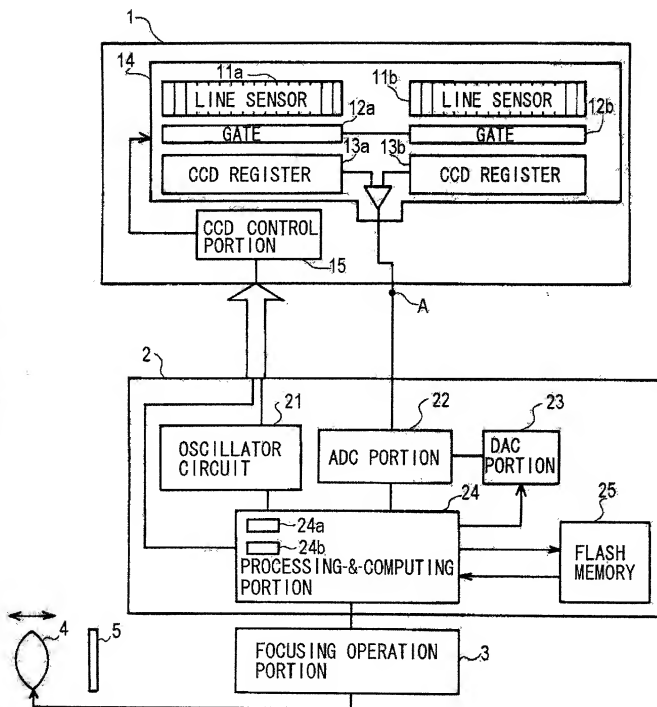 1
14
11a
11b
LINE SENSOR
LINE SENSOR
12a
12b
GATE
GATE
13a
13b
CCD REGISTER
CCD REGISTER
CCD CONTROL
PORTION
15
A
2
21
22
23
OSCILLATOR
CIRCUIT
ADC PORTION
DAC
PORTION
24
25
24a
24b
PROCESSING-&-COMPUTING
PORTION
FLASH
MEMORY
4
5
FOCUSING OPERATION
PORTION
3